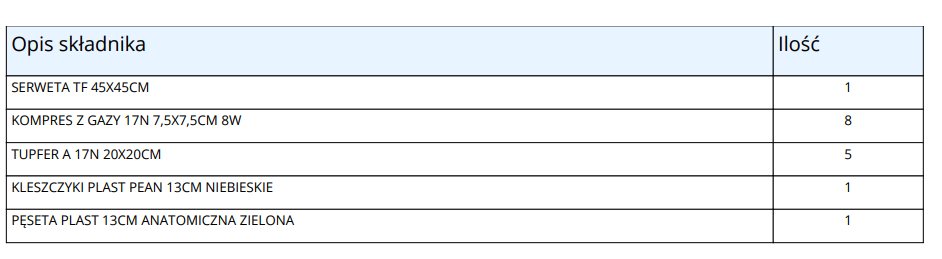 Opis składnika Ilość
SERWETA TF 45X45CM 1
KOMPRES Z GAZY 17N 7,5X7,5CM 8W 8
TUPFER A 17N 20X20CM 5
KLESZCZYKI PLAST PEAN 13CM NIEBIESKIE 1
PĘSETA PLAST 13CM ANATOMICZNA ZIELONA 1